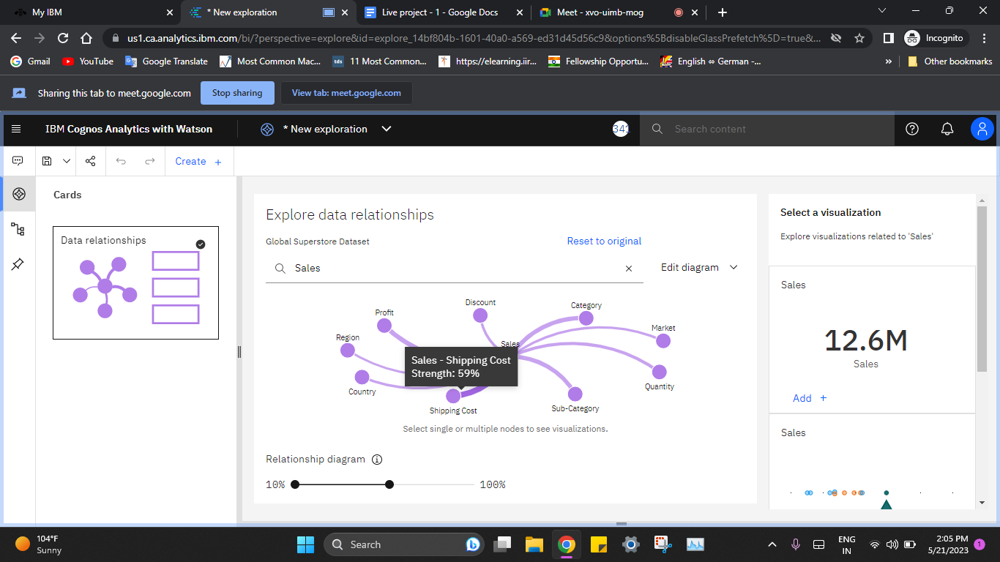 My IBM
* New exploration
Live project - 1 - Google Docs
Meet - xvo-uimb-mog
us1.ca.analytics.ibm.com/bi/?perspective=explore&id=explore_14bf804b-1601-40a0-a569-ed31d45d56c9&options%5BdisableGlassPrefetch%5D=true&...
Incognito
Gmail
YouTube
Google Translate
Most Common Mac...
tds
11 Most Common...
https://elearning.iir...
Fellowship Opportu...
English ⇔ German -...
»
Other bookmarks
Sharing this tab to meet.google.com
Stop sharing
View tab: meet.google.com
IBM Cognos Analytics with Watson
* New exploration
341
Search content
Create +
Cards
Data relationships
Explore data relationships
Global Superstore Dataset
Reset to original
Sales
Edit diagram
Discount
Category
Profit
Market
Region
Sales
Sales - Shipping Cost
Strength: 59%
Country
Quantity
Shipping Cost
Sub-Category
Select single or multiple nodes to see visualizations.
Relationship diagram
10%
100%
Select a visualization
Explore visualizations related to 'Sales'
Sales
12.6M
Sales
Add +
Sales
104°F
Sunny
Search
ENG
IN
2:05 PM
5/21/2023
1